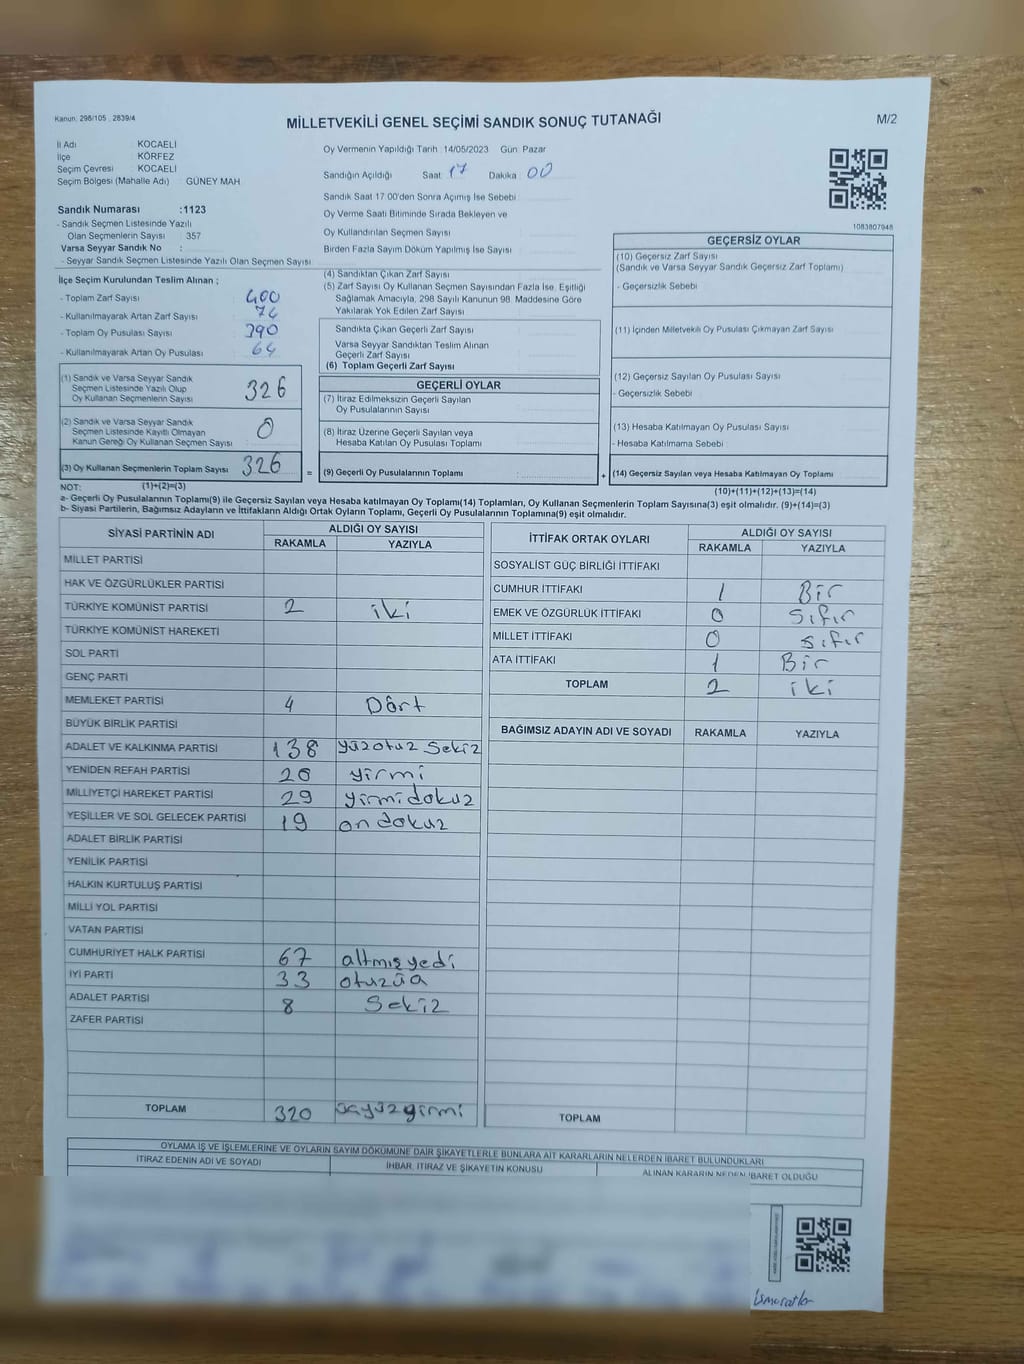 Kanun. 298/105 , 2839/4
MİLLETVEKİLİ GENEL SEÇİMİ SANDIK SONUÇ TUTANAĞI
M/2
İl Adı KOCAELİ
İlçe KÖRFEZ
Seçim Çevresi KOCAELİ
Seçim Bölgesi (Mahalle Adı) GÜNEY MAH
Sandık Numarası :1123
- Sandık Seçmen Listesinde Yazılı
Olan Seçmenlerin Sayısı 357
Varsa Seyyar Sandık No :
- Seyyar Sandık Seçmen Listesinde Yazılı Olan Seçmen Sayısı
Oy Vermenin Yapıldığı Tarih 14/05/2023 Gün: Pazar
Sandığın Açıldığı Saat 17 Dakika 00
Sandık Saat 17 00'den Sonra Açımış İse Sebebi
Oy Verme Saati Bitiminde Sırada Bekleyen ve
Oy Kullandırılan Seçmen Sayısı
Birden Fazla Sayım Döküm Yapılmış İse Sayısı
1083807948
İlçe Seçim Kurulundan Teslim Alınan ;
- Toplam Zarf Sayısı 400
- Kullanılmayarak Artan Zarf Sayısı 74
- Toplam Oy Pusulası Sayısı 390
- Kullanılmayarak Artan Oy Pusulası 64
(1) Sandık ve Varsa Seyyar Sandık
Seçmen Listesinde Yazılı Olup
Oy Kullanan Seçmenlerin Sayısı 326
(2) Sandık ve Varsa Seyyar Sandık
Seçmen Listesinde Kayıtlı Olmayan
Kanun Gereği Oy Kullanan Seçmen Sayısı 0
(3) Oy Kullanan Seçmenlerin Toplam Sayısı 326 =
(4) Sandıktan Çıkan Zarf Sayısı
(5) Zarf Sayısı Oy Kullanan Seçmen Sayısından Fazla İse, Eşitliği
Sağlamak Amacıyla, 298 Sayılı Kanunun 98. Maddesine Göre
Yakılarak Yok Edilen Zarf Sayısı
Sandıkta Çıkan Geçerli Zarf Sayısı
Varsa Seyyar Sandıktan Teslim Alınan
Geçerli Zarf Sayısı
(6) Toplam Geçerli Zarf Sayısı
GEÇERLİ OYLAR
(7) İtiraz Edilmeksizin Geçerli Sayılan
Oy Pusulalarının Sayısı
(8) İtiraz Üzerine Geçerli Sayılan veya
Hesaba Katılan Oy Pusulası Toplamı
(9) Geçerli Oy Pusulalarının Toplamı +
GEÇERSİZ OYLAR
(10) Geçersiz Zarf Sayısı
(Sandık ve Varsa Seyyar Sandık Geçersiz Zarf Toplamı)
- Geçersizlik Sebebi
(11) İçinden Milletvekili Oy Pusulası Çıkmayan Zarf Sayısı
(12) Geçersiz Sayılan Oy Pusulası Sayısı
- Geçersizlik Sebebi
(13) Hesaba Katılmayan Oy Pusulası Sayısı
- Hesaba Katılmama Sebebi
(14) Geçersiz Sayılan veya Hesaba Katılmayan Oy Toplamı
NOT: (1)+(2)=(3)
(10)+(11)+(12)+(13)=(14)
a- Geçerli Oy Pusulalarının Toplamı(9) ile Geçersiz Sayılan veya Hesaba katılmayan Oy Toplamı(14) Toplamları, Oy Kullanan Seçmenlerin Toplam Sayısına(3) eşit olmalıdır. (9)+(14)=(3)
b- Siyasi Partilerin, Bağımsız Adayların ve İttifakların Aldığı Ortak Oyların Toplamı, Geçerli Oy Pusulalarının Toplamına(9) eşit olmalıdır.
SİYASİ PARTİNİN ADI ALDIĞI OY SAYISI
RAKAMLA YAZIYLA
MİLLET PARTİSİ
HAK VE ÖZGÜRLÜKLER PARTİSİ
TÜRKİYE KOMÜNİST PARTİSİ 2 iki
TÜRKİYE KOMÜNİST HAREKETİ
SOL PARTİ
GENÇ PARTİ
MEMLEKET PARTİSİ 4 Dört
BÜYÜK BİRLİK PARTİSİ
ADALET VE KALKINMA PARTİSİ 138 yüzotuz Sekiz
YENİDEN REFAH PARTİSİ 20 yirmi
MİLLİYETÇİ HAREKET PARTİSİ 29 yirmidokuz
YEŞİLLER VE SOL GELECEK PARTİSİ 19 ondokuz
ADALET BİRLİK PARTİSİ
YENİLİK PARTİSİ
HALKIN KURTULUŞ PARTİSİ
MİLLİ YOL PARTİSİ
VATAN PARTİSİ
CUMHURİYET HALK PARTİSİ 67 altmışyedi
İYİ PARTİ 33 otuzüç
ADALET PARTİSİ 8 Sekiz
ZAFER PARTİSİ
TOPLAM 320 üçyüzyirmi
İTTİFAK ORTAK OYLARI ALDIĞI OY SAYISI
RAKAMLA YAZIYLA
SOSYALİST GÜÇ BİRLİĞİ İTTİFAKI
CUMHUR İTTİFAKI 1 Bir
EMEK VE ÖZGÜRLÜK İTTİFAKI 0 Sıfır
MİLLET İTTİFAKI 0 sıfır
ATA İTTİFAKI 1 Bir
TOPLAM 2 iki
BAĞIMSIZ ADAYIN ADI VE SOYADI RAKAMLA YAZIYLA
TOPLAM
OYLAMA İŞ VE İŞLEMLERİNE VE OYLARIN SAYIM DÖKÜMÜNE DAİR ŞİKAYETLERLE BUNLARA AİT KARARLARIN NELERDEN İBARET BULUNDUKLARI
İTİRAZ EDENİN ADI VE SOYADI İHBAR, İTİRAZ VE ŞİKAYETİN KONUSU ALINAN KARARIN NEDEN İBARET OLDUĞU